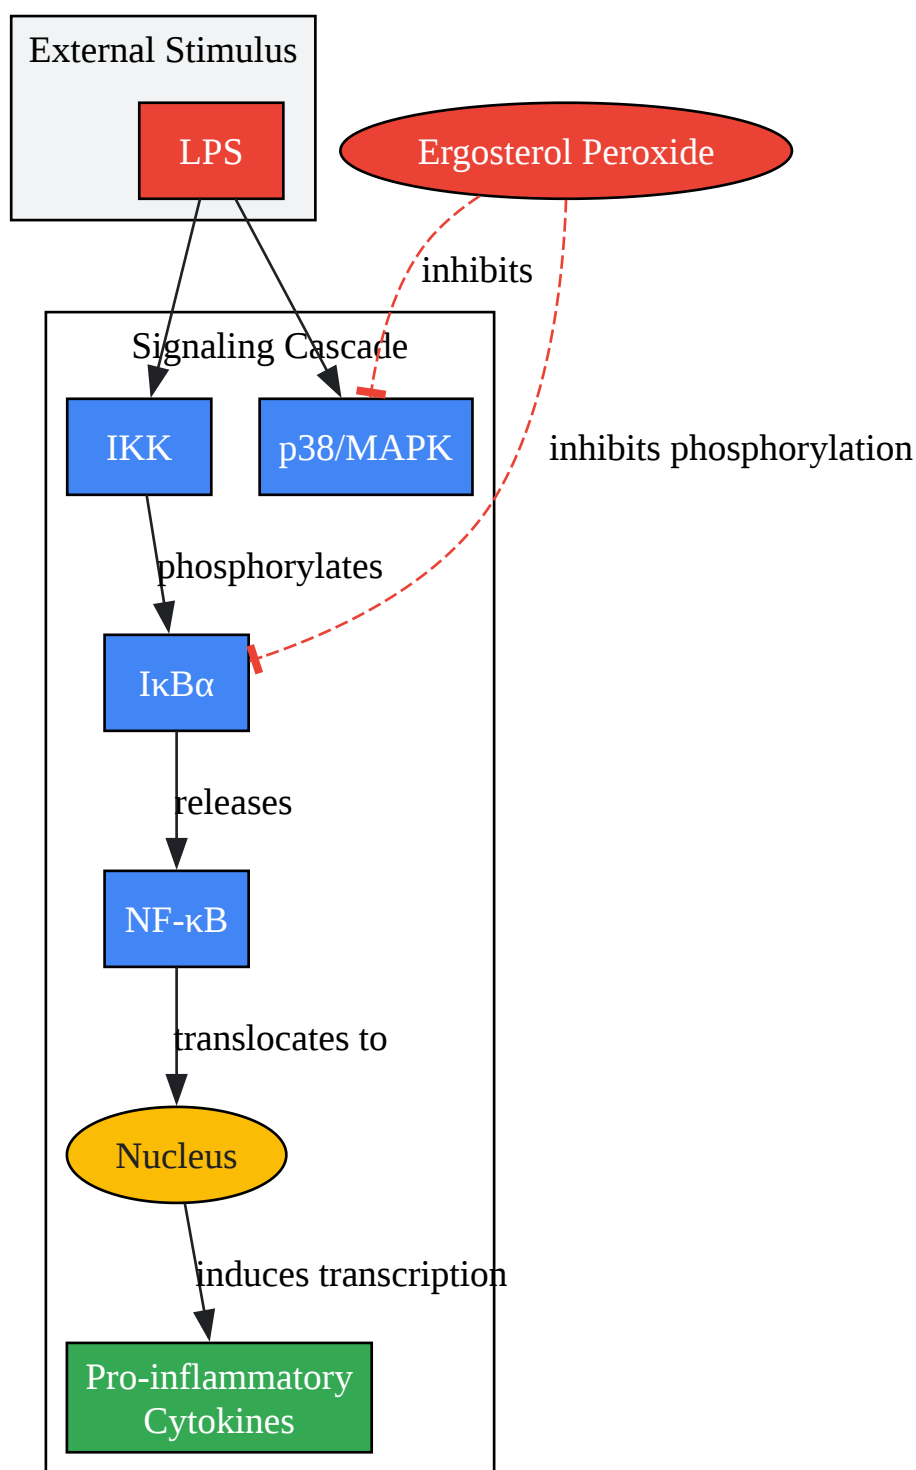 External Stimulus
LPS
Ergosterol Peroxide
inhibits
Signaling Cascade
IKK
p38/MAPK
inhibits phosphorylation
phosphorylates
IκBα
releases
NF-κB
translocates to
Nucleus
induces transcription
Pro-inflammatory
Cytokines